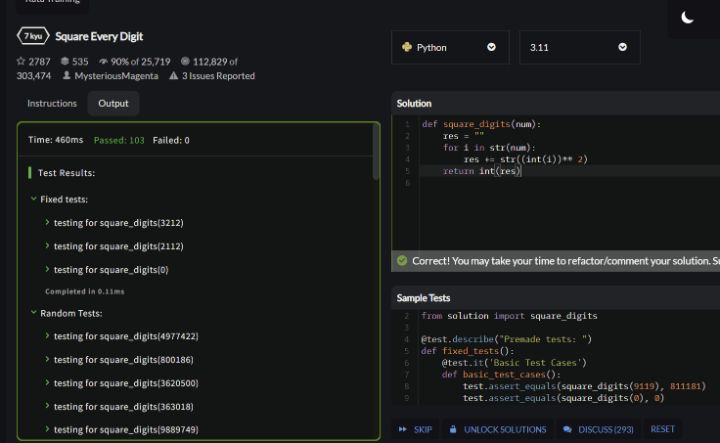 Kata Training
7 kyu Square Every Digit
2787 535 90% of 25,719 112,829 of
303,474 MysteriousMagenta 3 Issues Reported
Instructions Output
Time: 460ms Passed: 103 Failed: 0
Test Results:
Fixed tests:
testing for square_digits(3212)
testing for square_digits(2112)
testing for square_digits(0)
Completed in 0.11ms
Random Tests:
testing for square_digits(4977422)
testing for square_digits(800186)
testing for square_digits(3620500)
testing for square_digits(363018)
testing for square_digits(9889749)
Python 3.11
Solution
1 def square_digits(num):
2 res = ""
3 for i in str(num):
4 res += str((int(i))** 2)
5 return int(res)
6
Correct! You may take your time to refactor/comment your solution. Su
Sample Tests
2 from solution import square_digits
3
4 @test.describe("Premade tests: ")
5 def fixed_tests():
6 @test.it('Basic Test Cases')
7 def basic_test_cases():
8 test.assert_equals(square_digits(9119), 811181)
9 test.assert_equals(square_digits(0), 0)
SKIP UNLOCK SOLUTIONS DISCUSS (293) RESET